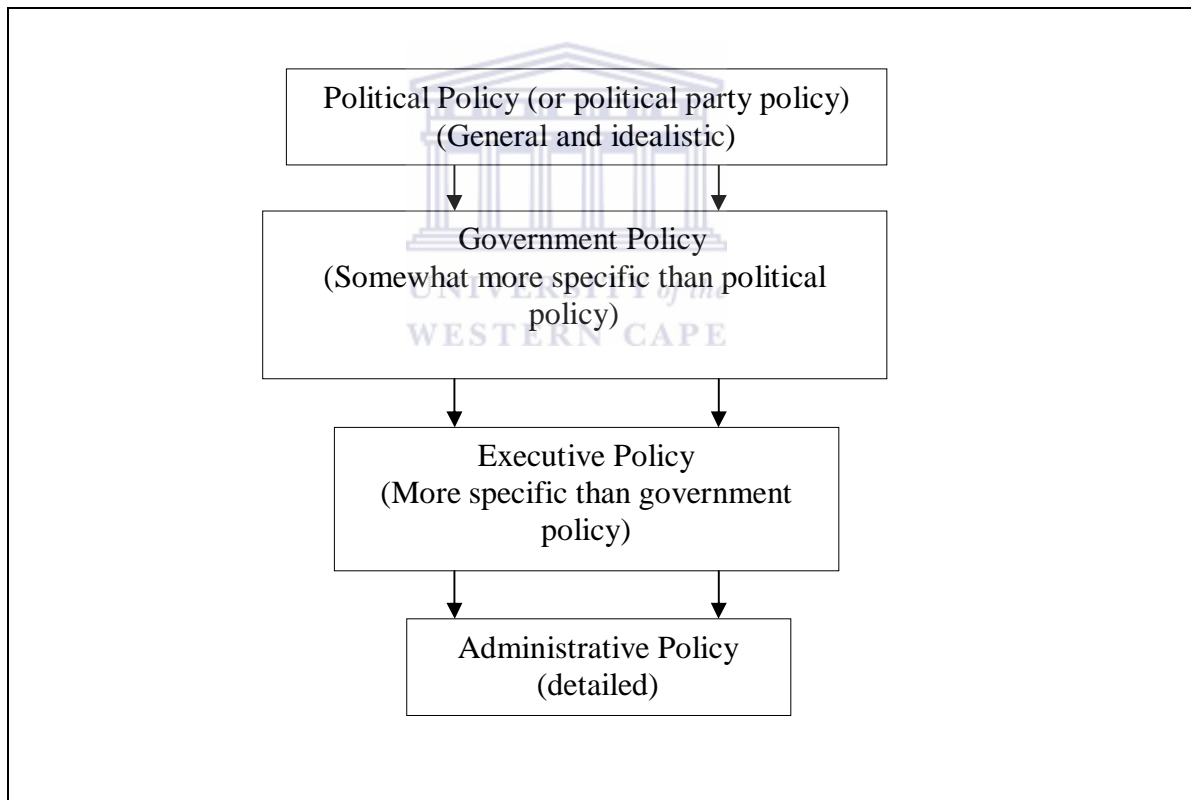 Political Policy (or political party policy)
(General and idealistic)
Government Policy
(Somewhat more specific than political
policy)
UNIVERSITY of the
WESTERN CAPE
Executive Policy
(More specific than government
policy)
Administrative Policy
(detailed)